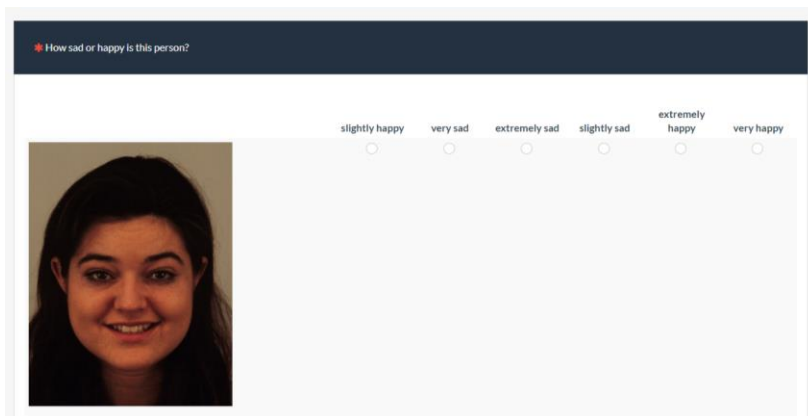 ✱ How sad or happy is this person?
extremely
slightly happy very sad extremely sad slightly sad happy very happy